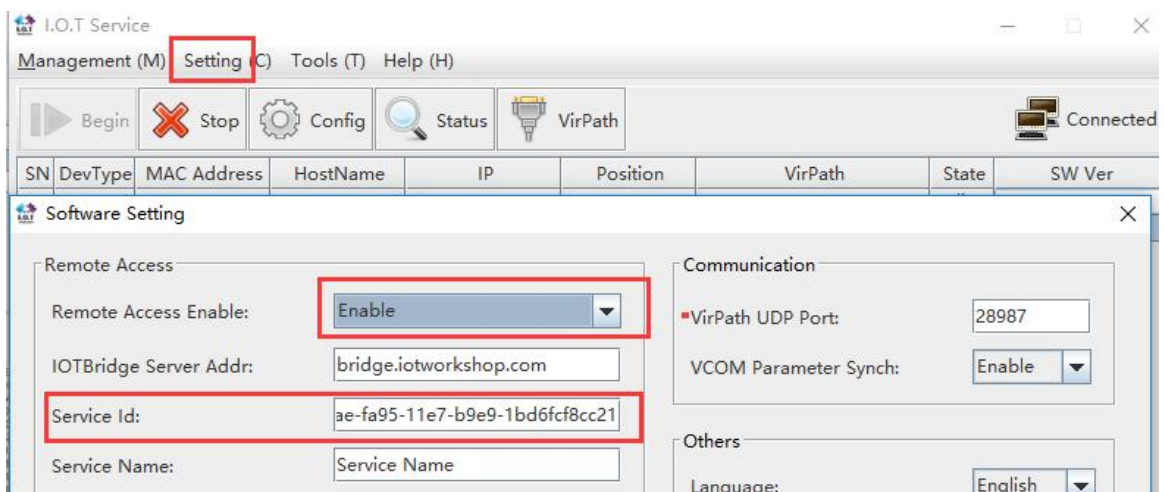 I.O.T Service
Management (M) Setting (C) Tools (T) Help (H)
Begin Stop Config Status VirPath Connected
SN DevType MAC Address HostName IP Position VirPath State SW Ver
Software Setting
Remote Access
Remote Access Enable: Enable
IOTBridge Server Addr: bridge.iotworkshop.com
Service Id: ae-fa95-11e7-b9e9-1bd6fcf8cc21
Service Name: Service Name
Communication
VirPath UDP Port: 28987
VCOM Parameter Synch: Enable
Others
Language: English